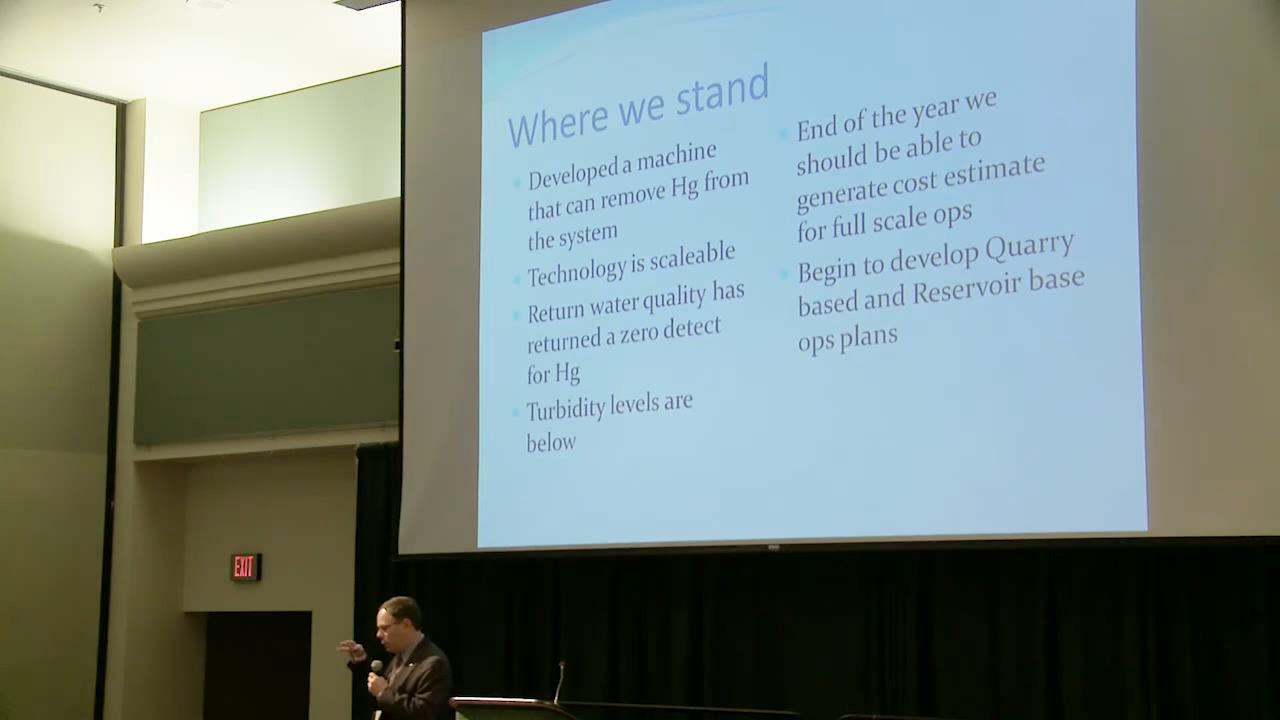 Where we stand
Developed a machine
that can remove Hg from
the system
Technology is scaleable
Return water quality has
returned a zero detect
for Hg
Turbidity levels are
below
End of the year we
should be able to
generate cost estimate
for full scale ops
Begin to develop Quarry
based and Reservoir base
ops plans
EXIT